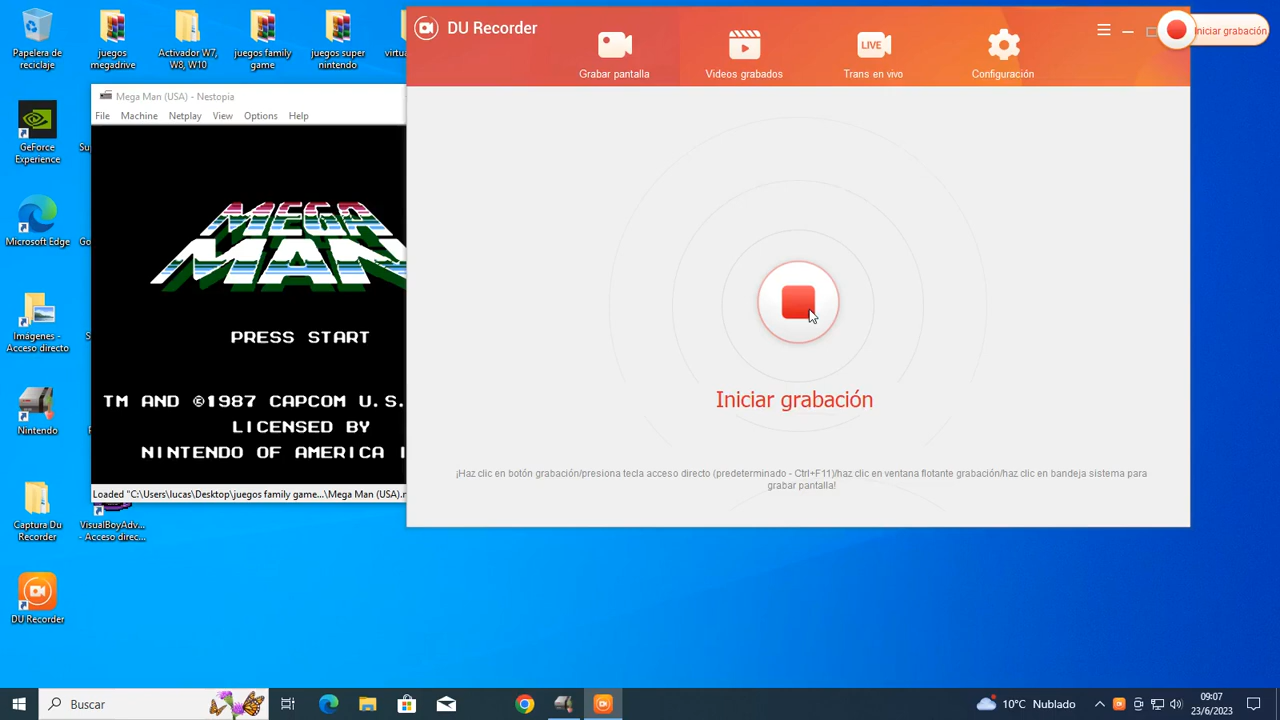 Papelera de
reciclaje
juegos
megadrive
Activador W7,
W8, W10
juegos family
game
juegos super
nintendo
GeForce
Experience
Microsoft Edge
Imágenes -
Acceso directo
Nintendo
Captura Du
Recorder
VisualBoyAdv...
- Acceso direc...
DU Recorder
Mega Man (USA) - Nestopia
File Machine Netplay View Options Help
MEGA
MAN
PRESS START
TM AND ©1987 CAPCOM U.S.
LICENSED BY
NINTENDO OF AMERICA
Loaded "C:\Users\lucas\Desktop\juegos family game...\Mega Man (USA).
DU Recorder
Grabar pantalla
Videos grabados
LIVE
Trans en vivo
Configuración
Iniciar grabación
Iniciar grabación
¡Haz clic en botón grabación/presiona tecla acceso directo (predeterminado - Ctrl+F11)/haz clic en ventana flotante grabación/haz clic en bandeja sistema para
grabar pantalla!
Buscar
10°C Nublado
09:07
23/6/2023